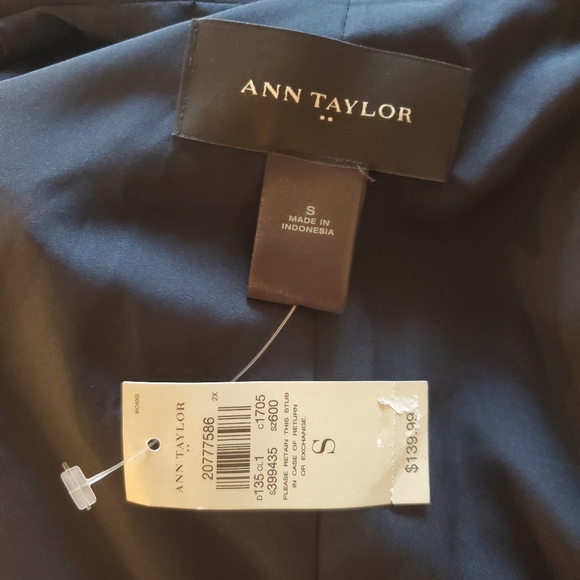 ANN TAYLOR
S
MADE IN
INDONESIA
ANN TAYLOR
20777586 2X
D135 CL1 C1705
S399435 SZ600
PLEASE RETAIN THIS STUB
IN CASE OF RETURN
OR EXCHANGE.
S
$139.99